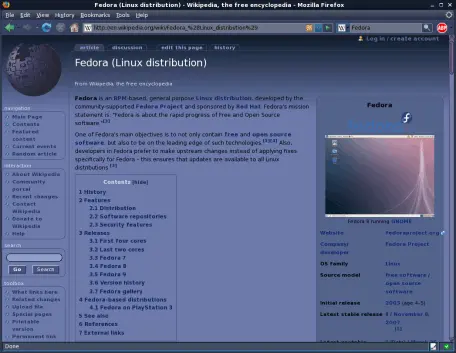 Fedora (Linux distribution) - Wikipedia, the free encyclopedia - Mozilla Firefox
File Edit View History Bookmarks Tools Help
http://en.wikipedia.org/wiki/Fedora_%28Linux_distribution%29
Fedora
Log in / create account
article discussion edit this page history
Fedora (Linux distribution)
From Wikipedia, the free encyclopedia
Fedora is an RPM-based, general purpose Linux distribution, developed by the
community-supported Fedora Project and sponsored by Red Hat. Fedora's mission
statement is: "Fedora is about the rapid progress of Free and Open Source
software."
One of Fedora's main objectives is to not only contain free and open source
software, but also to be on the leading edge of such technologies. Also,
developers in Fedora prefer to make upstream changes instead of applying fixes
specifically for Fedora - this ensures that updates are available to all Linux
distributions.
Contents [hide]
1 History
2 Features
2.1 Distribution
2.2 Software repositories
2.3 Security features
3 Releases
3.1 First four cores
3.2 Last two cores
3.3 Fedora 7
3.4 Fedora 8
3.5 Fedora 9
3.6 Version history
3.7 Fedora gallery
4 Fedora-based distributions
4.1 Fedora on PlayStation 3
5 See also
6 References
7 External links
navigation
Main Page
Contents
Featured
content
Current events
Random article
interaction
About Wikipedia
Community
portal
Recent changes
Contact
Wikipedia
Donate to
Wikipedia
Help
search
Go Search
toolbox
What links here
Related changes
Upload file
Special pages
Printable
version
Permanent link
Fedora
Fedora 8 running GNOME
Website fedoraproject.org
Company/
developer
Fedora Project
OS family Linux
Source model Free software /
open source
software
Initial release 2003 (age 4-5)
Latest stable release 8 / November 8,
2007
Done